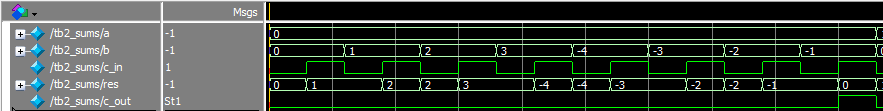 Msgs
/tb2_sums/a -1 0
/tb2_sums/b -1 0 1 2 3 -4 -3 -2 -1
/tb2_sums/c_in 1
/tb2_sums/res -1 0 1 2 2 3 -4 -4 -3 -2 -2 -1 0
/tb2_sums/c_out St1